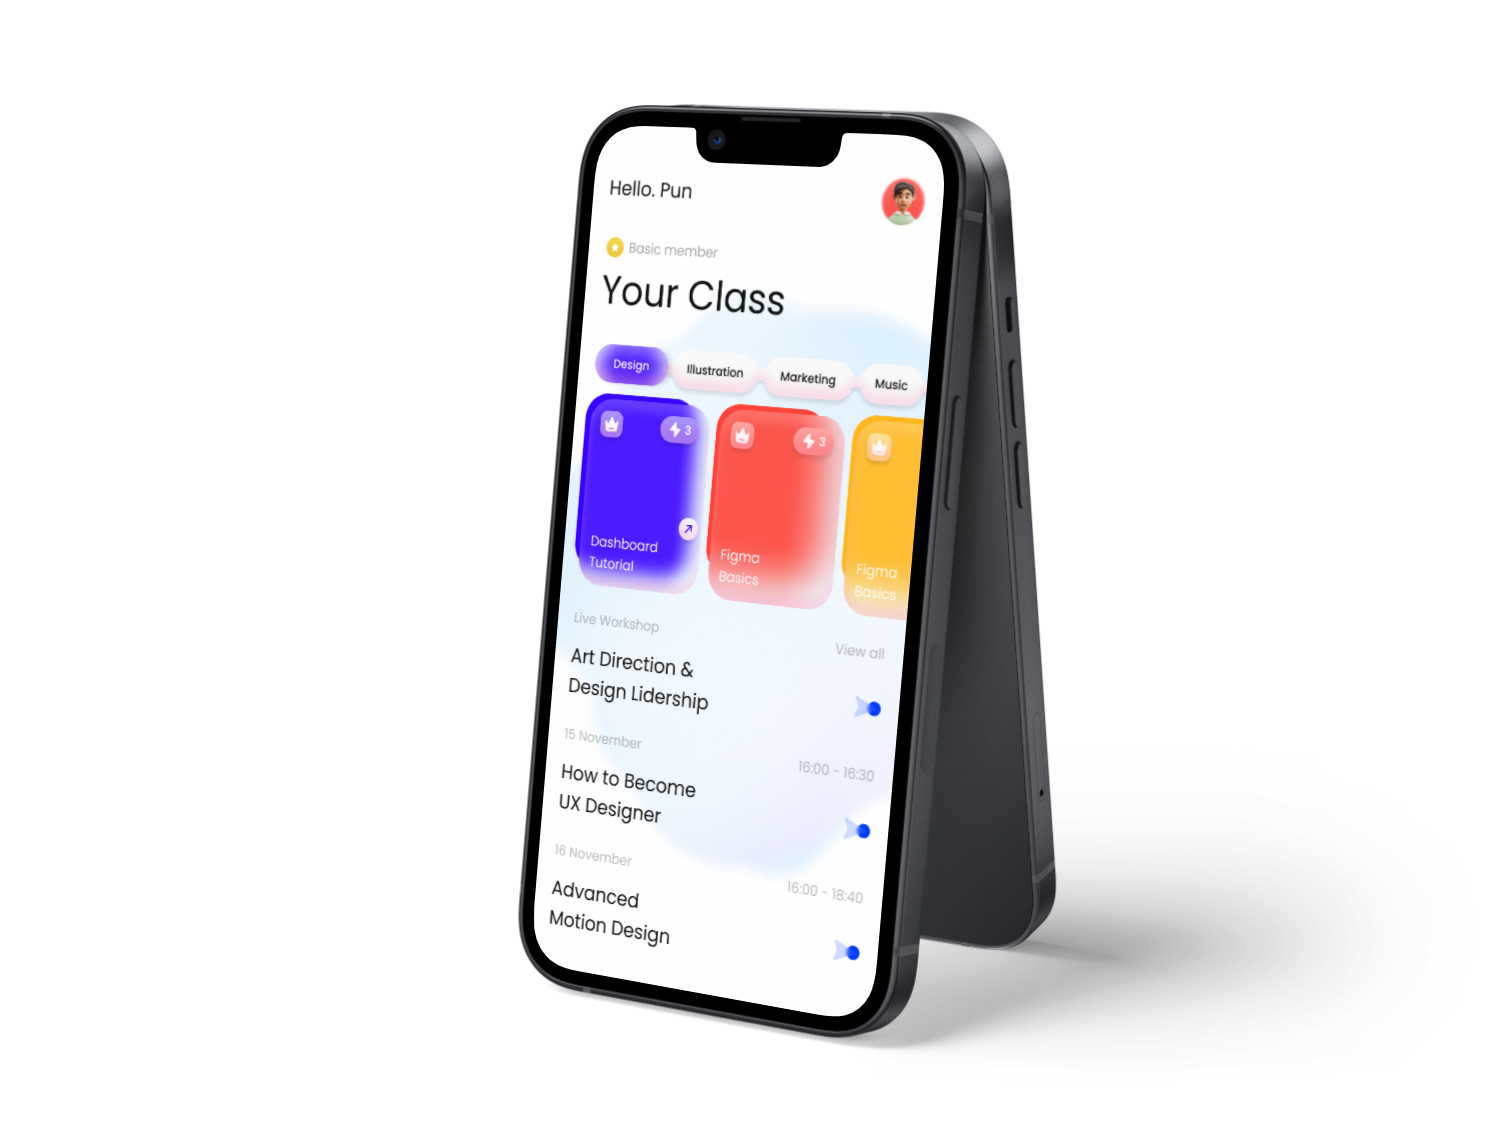 Hello. Pun
Basic member
Your Class
Design
Illustration
Marketing
Music
3
3
Dashboard
Tutorial
Figma
Basics
Figma
Basics
Live Workshop
View all
Art Direction &
Design Lidership
15 November
16:00 - 16:30
How to Become
UX Designer
16 November
16:00 - 18:40
Advanced
Motion Design